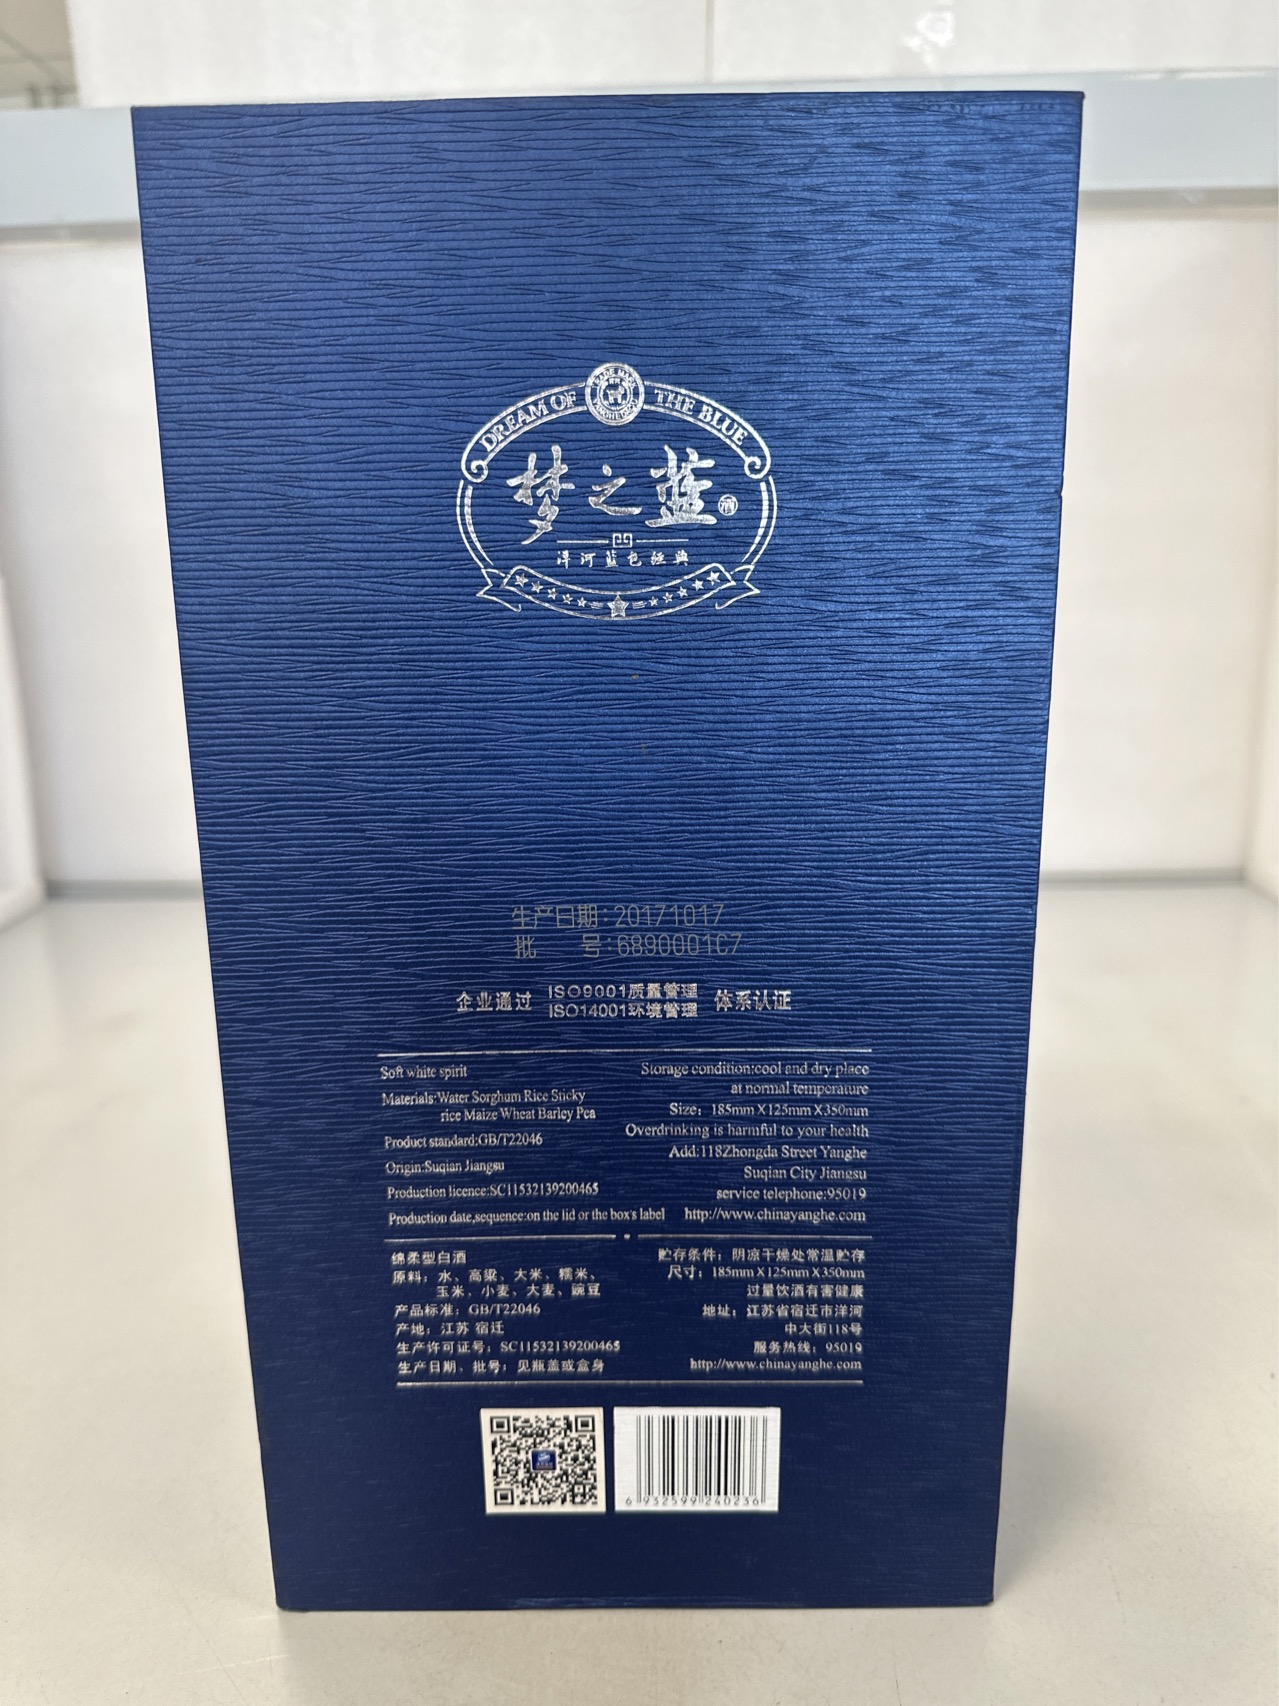 DREAM OF THE BLUE
梦之蓝 酒
洋河蓝色经典
生产日期:20171017
批 号:6890001C7
企业通过 ISO9001质量管理 体系认证
ISO14001环境管理
Soft white spirit
Materials:Water Sorghum Rice Sticky
rice Maize Wheat Barley Pea
Product standard:GB/T22046
Origin:Suqian Jiangsu
Production licence:SC11532139200465
Production date,sequence:on the lid or the box's label
Storage condition:cool and dry place
at normal temporature
Size: 185mm X125mm X350mm
Overdrinking is harmful to your health
Add:118Zhongda Street Yanghe
Suqian City Jiangsu
service telephone:95019
http://www.chinayanghe.com
绵柔型白酒
原料：水、高粱、大米、糯米、
玉米、小麦、大麦、豌豆
产品标准：GB/T22046
产地：江苏 宿迁
生产许可证号：SC11532139200465
生产日期、批号：见瓶盖或盒身
贮存条件：阴凉干燥处常温贮存
尺寸：185mm X125mm X350mm
过量饮酒有害健康
地址：江苏省宿迁市洋河
中大街118号
服务热线：95019
http://www.chinayanghe.com
6 932599 240236